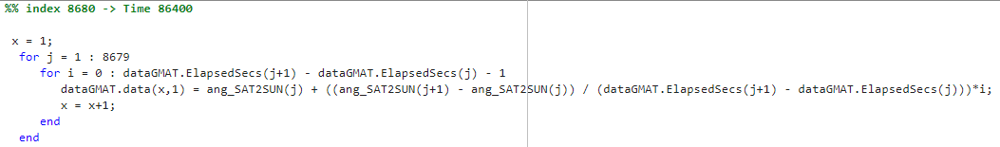 %% index 8680 -> Time 86400
x = 1;
for j = 1 : 8679
for i = 0 : dataGMAT.ElapsedSecs(j+1) - dataGMAT.ElapsedSecs(j) - 1
dataGMAT.data(x,1) = ang_SAT2SUN(j) + ((ang_SAT2SUN(j+1) - ang_SAT2SUN(j)) / (dataGMAT.ElapsedSecs(j+1) - dataGMAT.ElapsedSecs(j)))*i;
x = x+1;
end
end